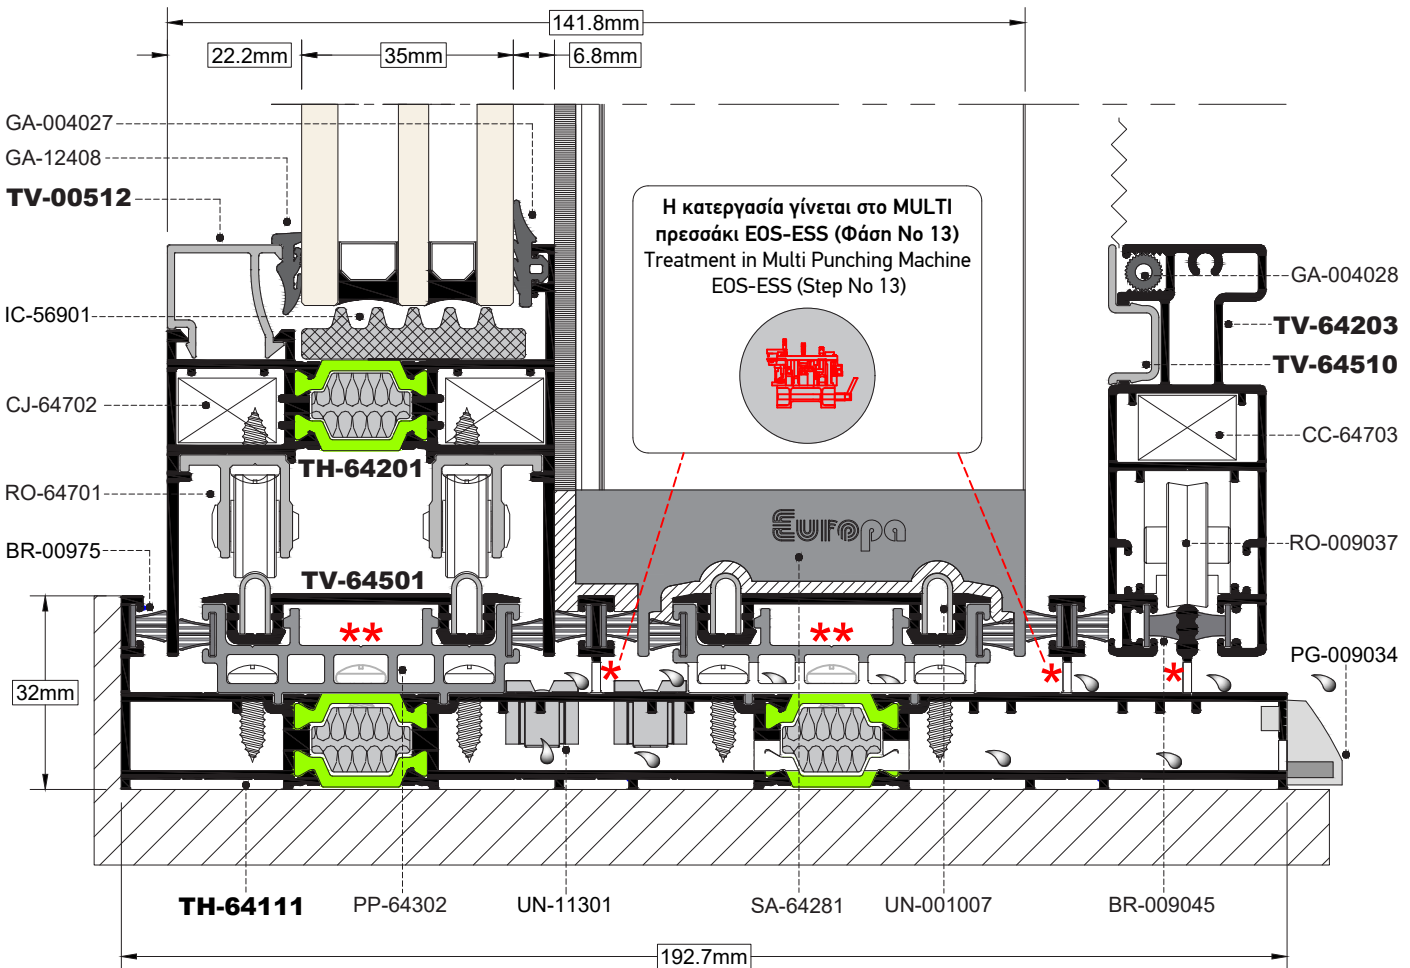 141.8mm
22.2mm
35mm
6.8mm
GA-004027
GA-12408
TV-00512
IC-56901
CJ-64702
RO-64701
BR-00975
Η κατεργασία γίνεται στο MULTI
πρεσσάκι EOS-ESS (Φάση Νο 13)
Treatment in Multi Punching Machine
EOS-ESS (Step No 13)
GA-004028
TV-64203
TV-64510
CC-64703
RO-009037
PG-009034
TH-64201
TV-64501
Europa
**
**
*
*
*
32mm
TH-64111
PP-64302
UN-11301
SA-64281
UN-001007
BR-009045
192.7mm